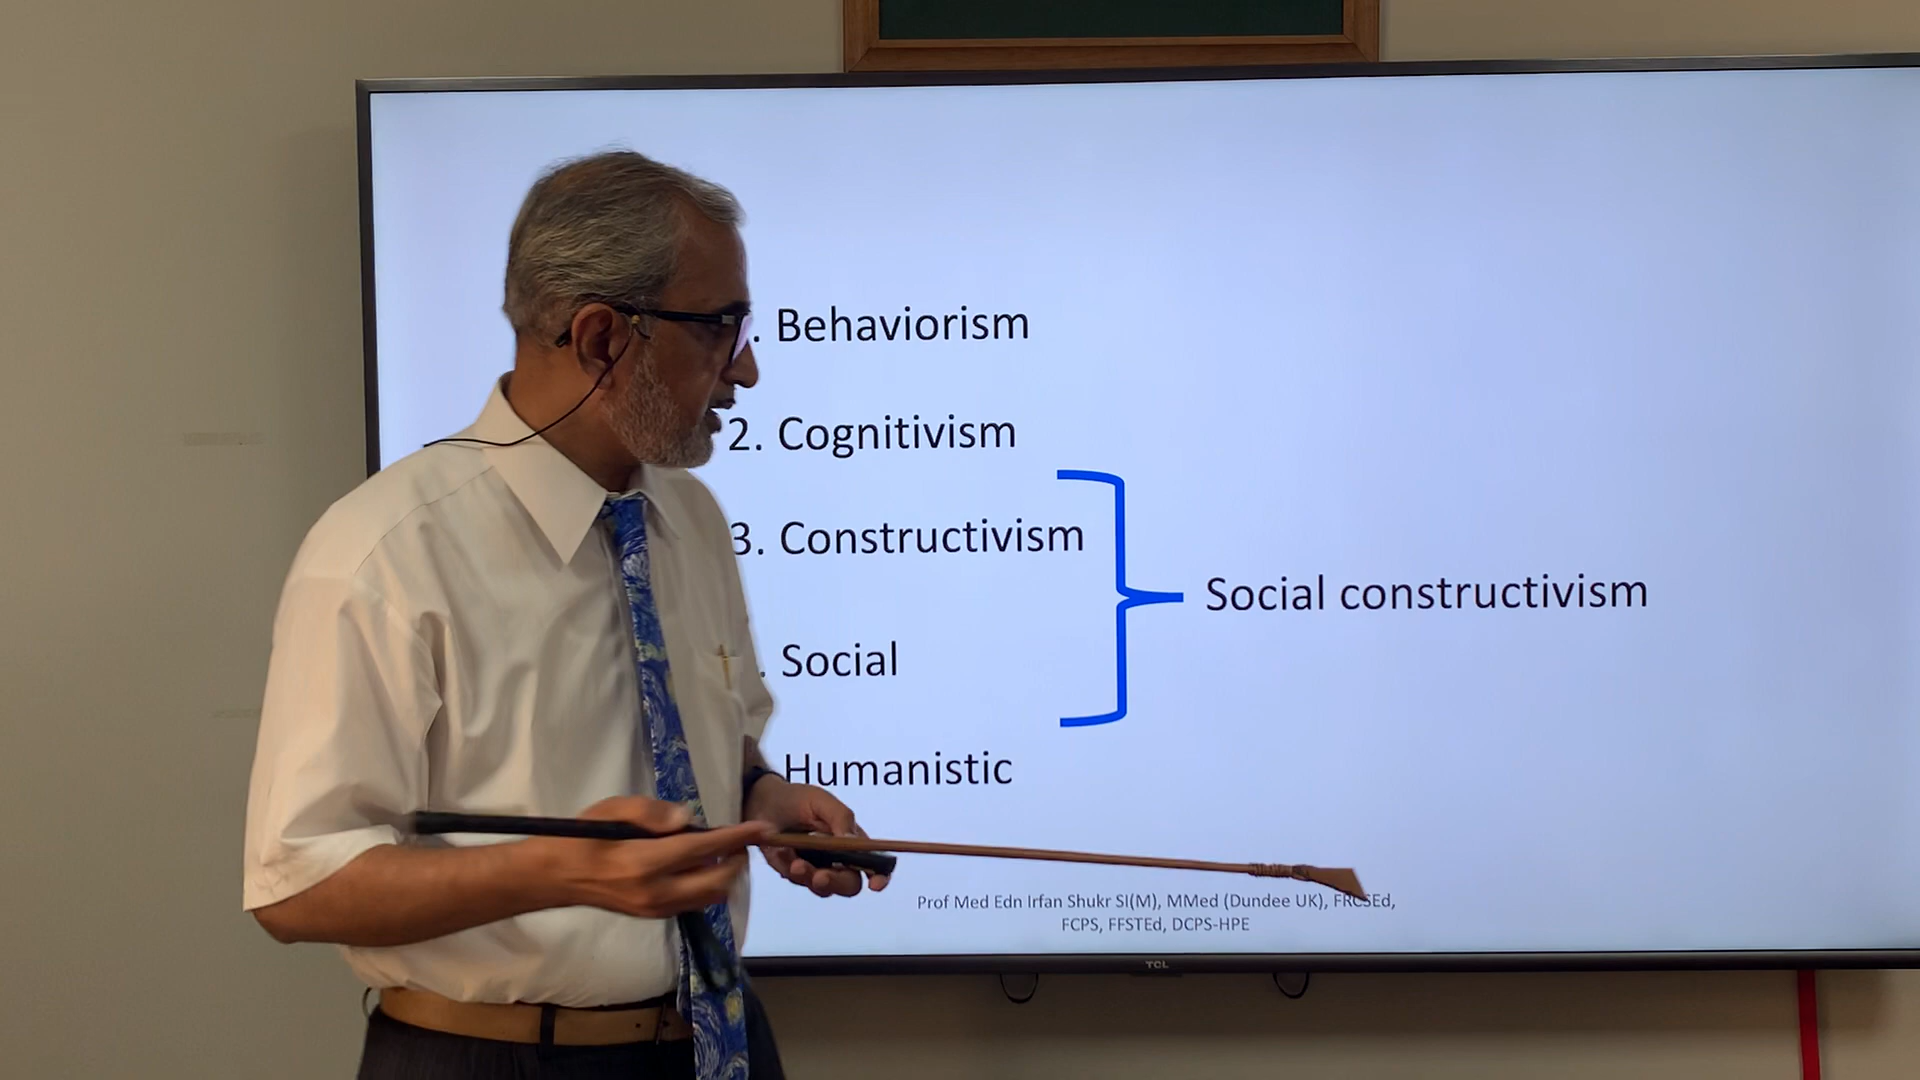 . Behaviorism
2. Cognitivism
3. Constructivism
Social constructivism
. Social
Humanistic
Prof Med Edn Irfan Shukr SI(M), MMed (Dundee UK), FRCSEd,
FCPS, FFSTEd, DCPS-HPE
TCL